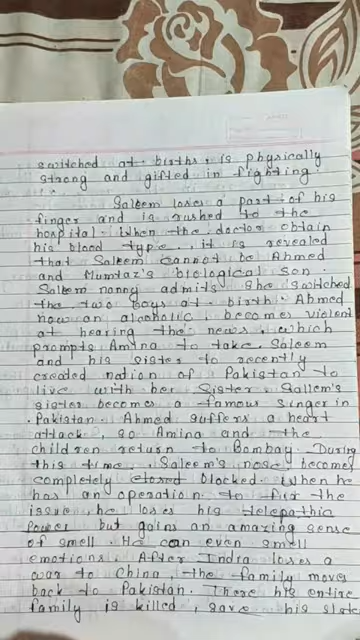 switched at births, is physically
strong and gifted in fighting.
Saleem loses a part of his
finger and is rushed to the
hospital. When the doctor obtain
his blood type, it is revealed
that Saleem cannot be Ahmed
and Mumtaz's biological son.
Saleem nanny admits she switched
the two boys at birth. Ahmed
now an alcoholic, becomes violent
at hearing the news, which
prompts Amina to take Saleem
and his sister to recently
created nation of Pakistan to
live with her Sister. Sallem's
sister becomes a famous singer in
Pakistan. Ahmed suffers a heart
attack, so Amina and the
children return to Bombay. During
this time, Saleem's nose becomes
completely blocked. When he
has an operation to fix the
issue, he loses his telepathic
power but gains an amazing sense
of smell. He can even smell
emotions. After India loses a
war to China, the family moves
back to Pakistan. There his entire
family is killed, save his